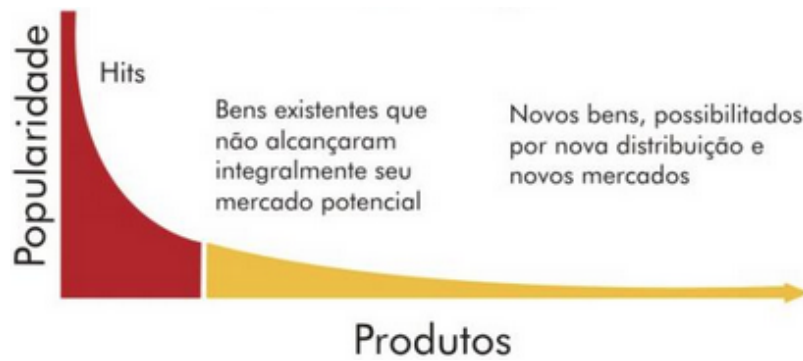 Popularidade
Hits
Bens existentes que
não alcançaram
integralmente seu
mercado potencial
Novos bens, possibilitados
por nova distribuição e
novos mercados
Produtos